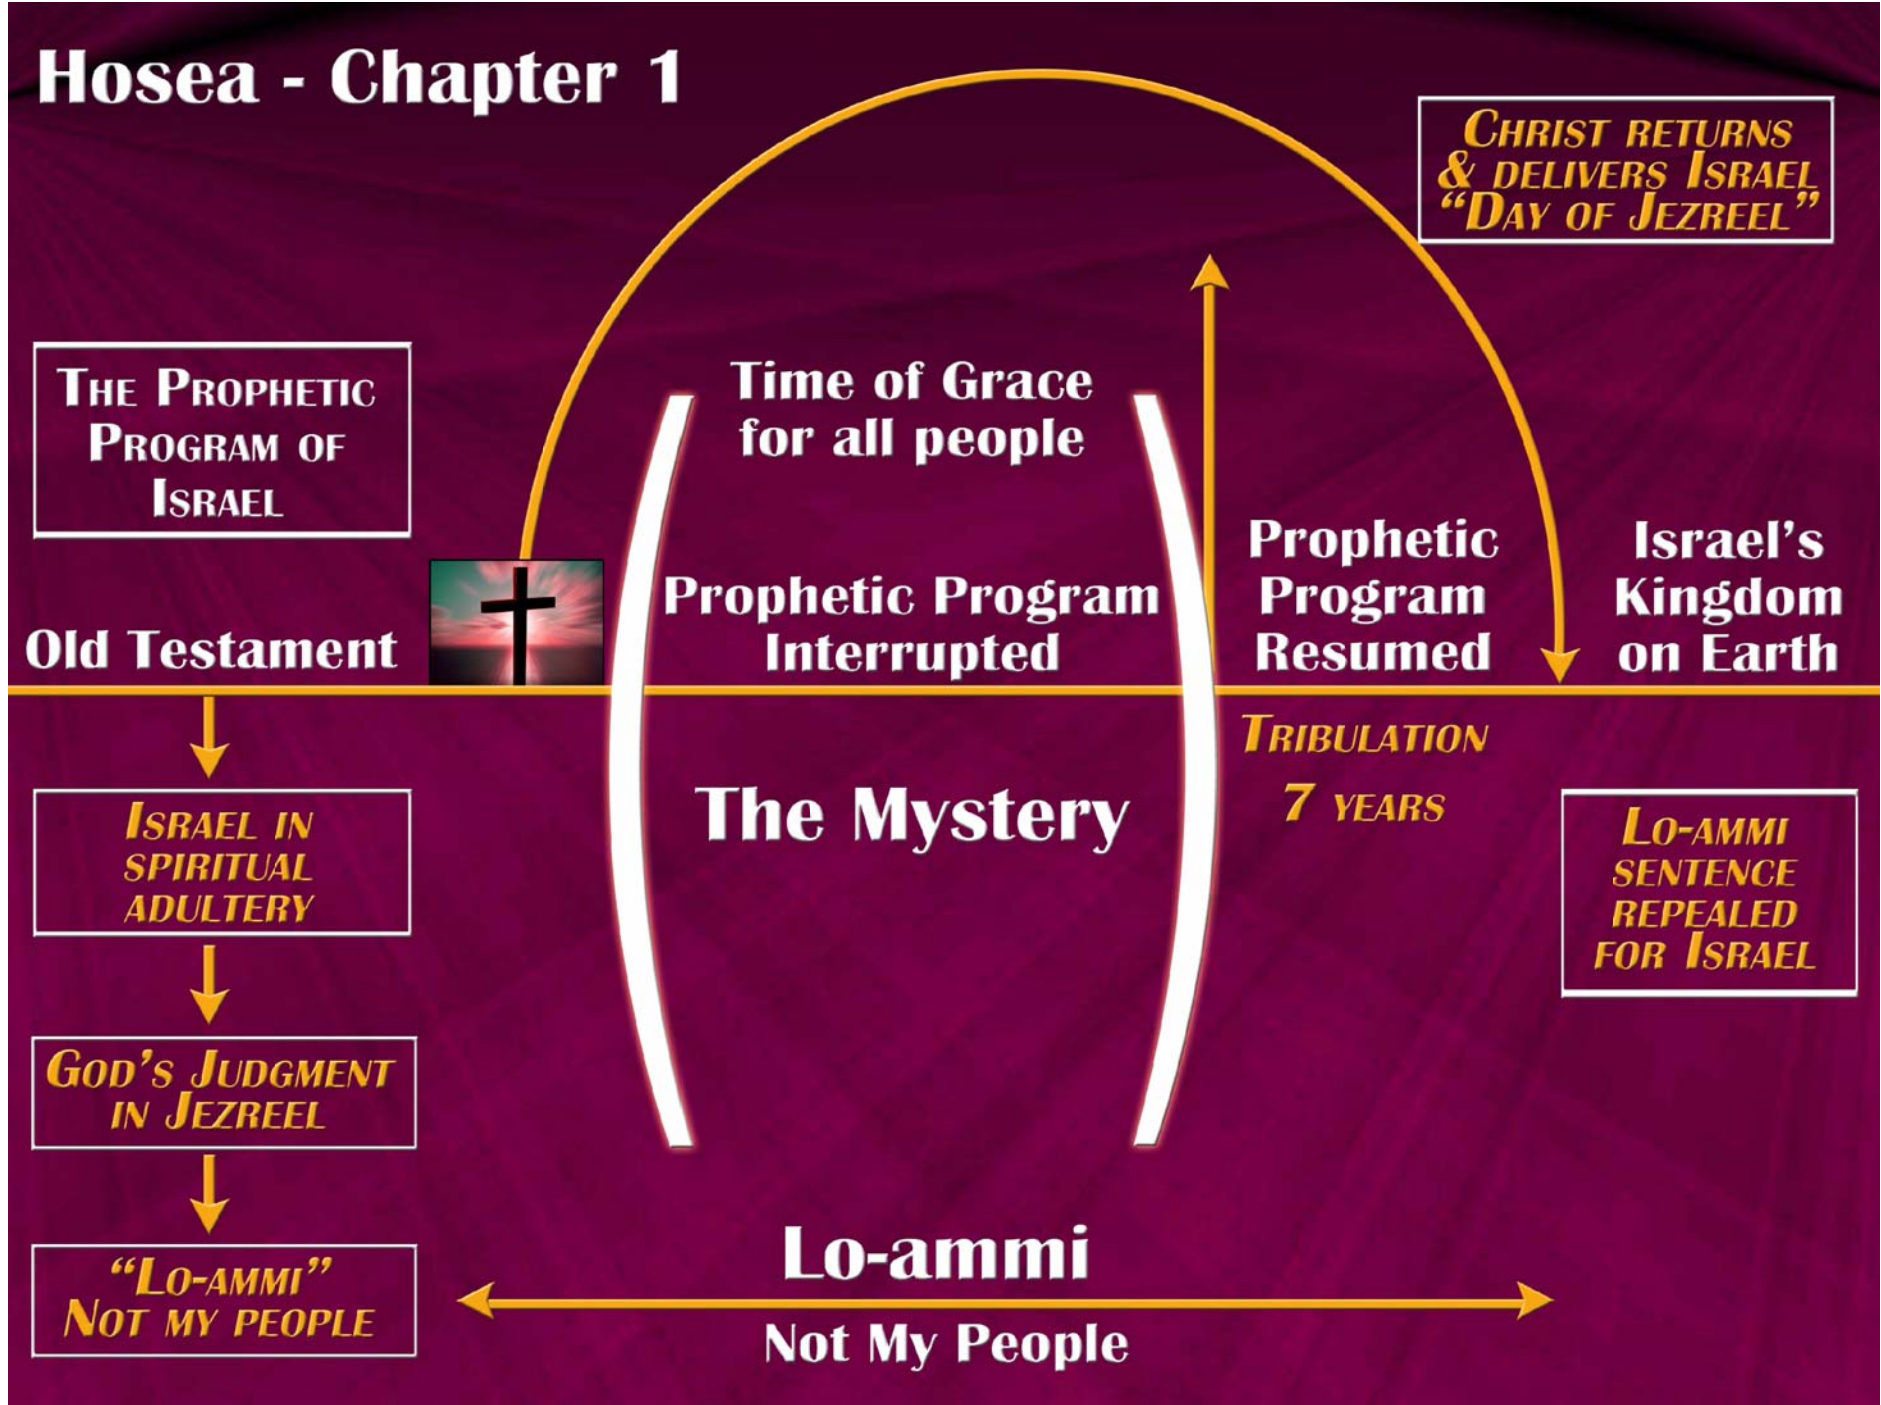 Hosea - Chapter 1
CHRIST RETURNS
& DELIVERS ISRAEL
“DAY OF JEZREEL”
THE PROPHETIC
PROGRAM OF
ISRAEL
Time of Grace
for all people
Old Testament
Prophetic Program
Interrupted
Prophetic
Program
Resumed
Israel’s
Kingdom
on Earth
TRIBULATION
7 YEARS
The Mystery
ISRAEL IN
SPIRITUAL
ADULTERY
LO-AMMI
SENTENCE
REPEALED
FOR ISRAEL
GOD’S JUDGMENT
IN JEZREEL
“LO-AMMI”
NOT MY PEOPLE
Lo-ammi
Not My People